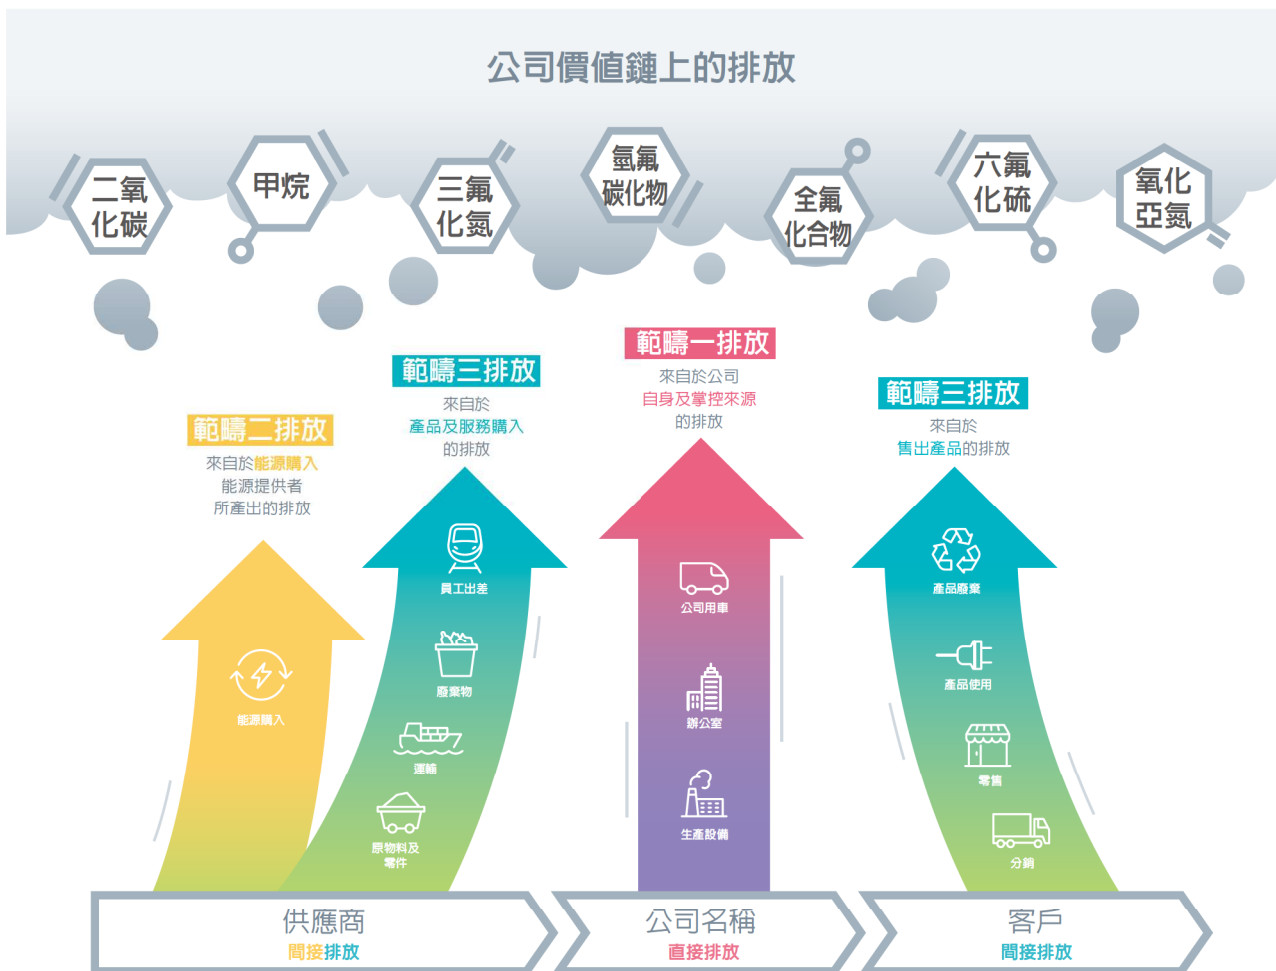 公司價值鏈上的排放
二氧
化碳
甲烷
三氟
化氮
氫氟
碳化物
全氟
化合物
六氟
化硫
氧化
亞氮
範疇二排放
來自於能源購入
能源提供者
所產出的排放
能源購入
範疇三排放
來自於
產品及服務購入
的排放
員工出差
廢棄物
運輸
原物料及
零件
範疇一排放
來自於公司
自身及掌控來源
的排放
公司用車
辦公室
生產設備
範疇三排放
來自於
售出產品的排放
產品廢棄
產品使用
零售
分銷
供應商
間接排放
公司名稱
直接排放
客戶
間接排放